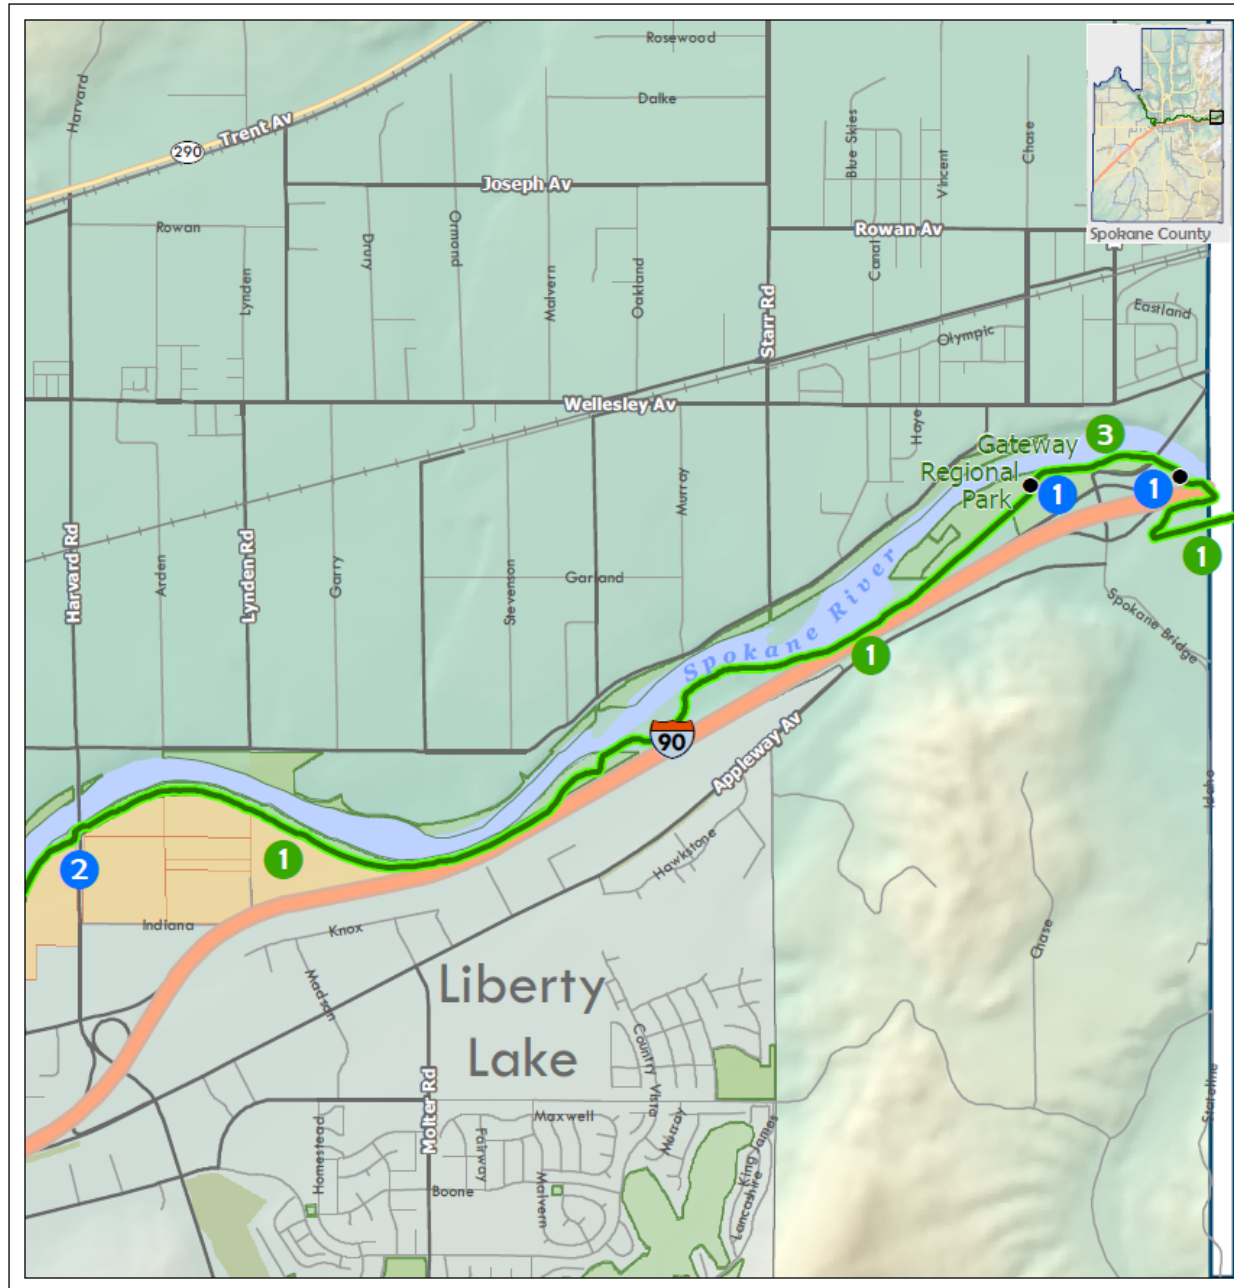 Rosewood
Dalke
Harvard
Trent Av
290
Blue Skies
Chase
Vincent
Spokane County
Joseph Av
Rowan
Rowan Av
Drury
Ormond
Malvern
Oakland
Canal
Lynden
Starr Rd
Eastland
Olympic
Wellesley Av
Haye
Gateway
Regional
Park
3
1
1
1
Murray
Harvard Rd
Arden
Lynden Rd
Garry
Stevenson
Garland
Spokane River
Spokane Bridge
1
90
Appleway Av
Idaho
Hawkstone
1
2
Indiana
Knox
Chase
Madson
Liberty
Lake
Country Vista
Molter Rd
Stateline
Maxwell
Murray
Homestead
Fairway
King James
Boone
Malvern
Lancashire